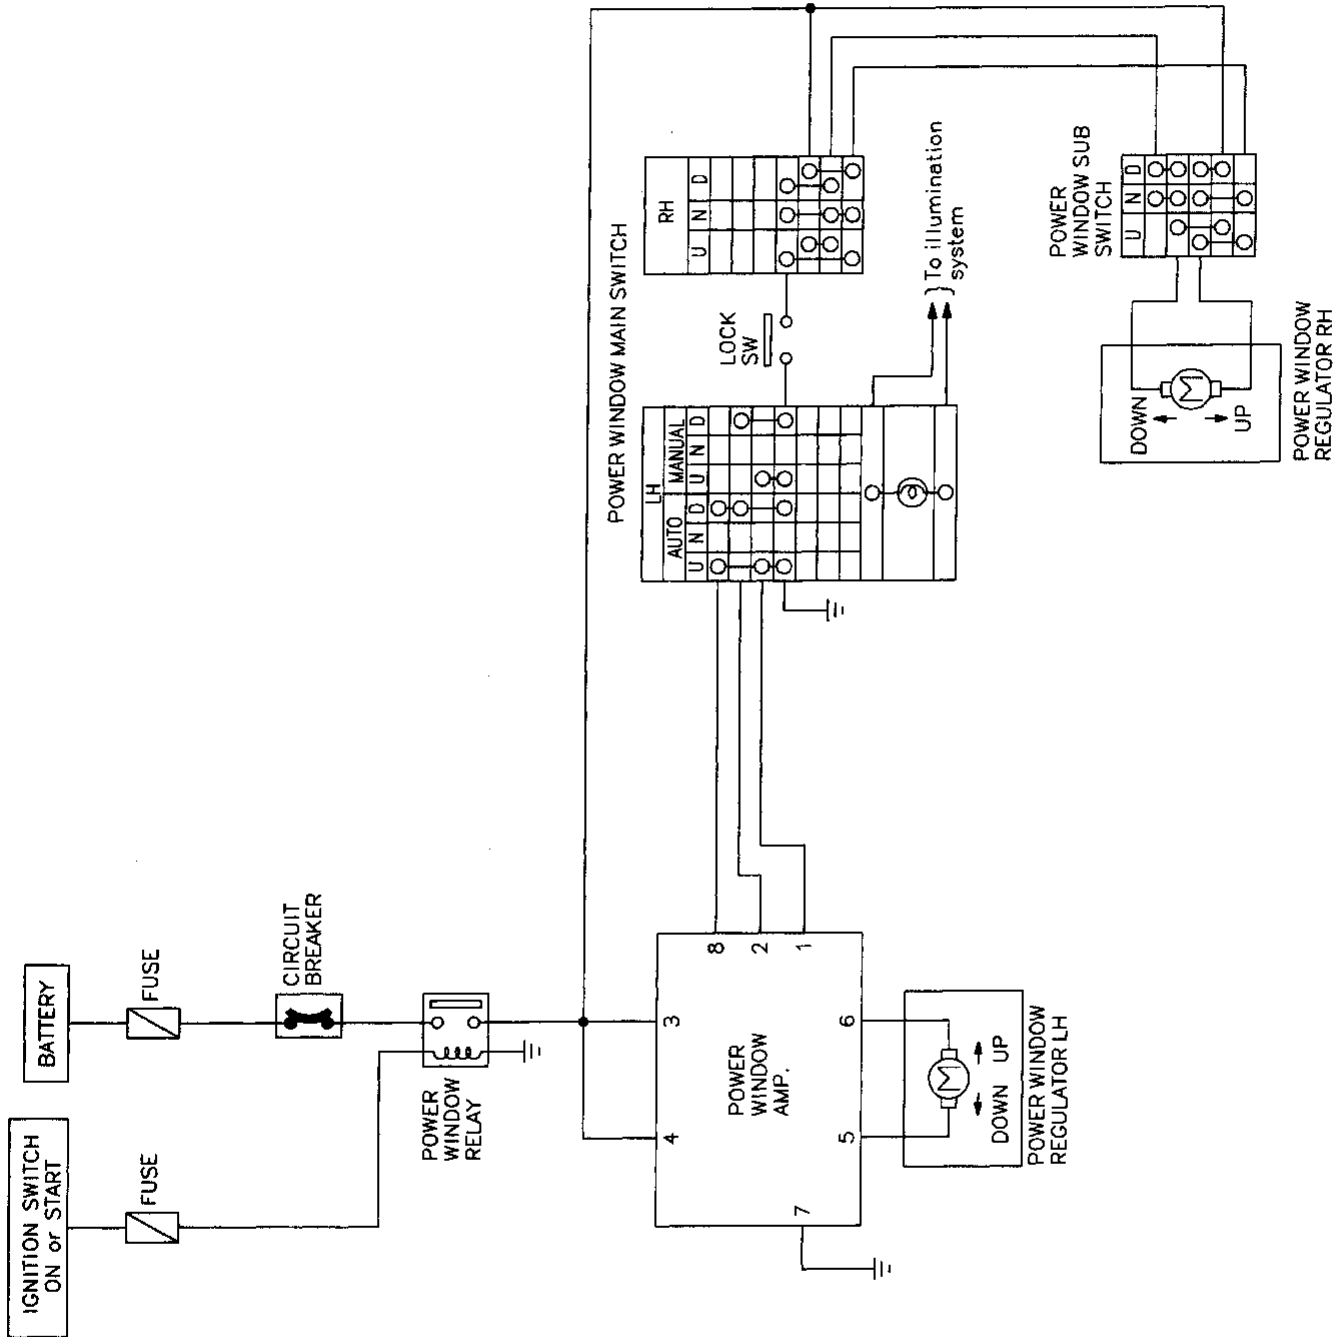 IGNITION SWITCH
ON or START
BATTERY
FUSE
FUSE
CIRCUIT
BREAKER
POWER
WINDOW
RELAY
4
3
POWER
WINDOW
AMP.
8
2
1
7
5
6
DOWN UP
POWER WINDOW
REGULATOR LH
POWER WINDOW MAIN SWITCH
LH
AUTO MANUAL
U N D U N D
LOCK
SW
RH
U N D
To illumination
system
POWER
WINDOW SUB
SWITCH
U N D
DOWN
UP
POWER WINDOW
REGULATOR RH
M
M